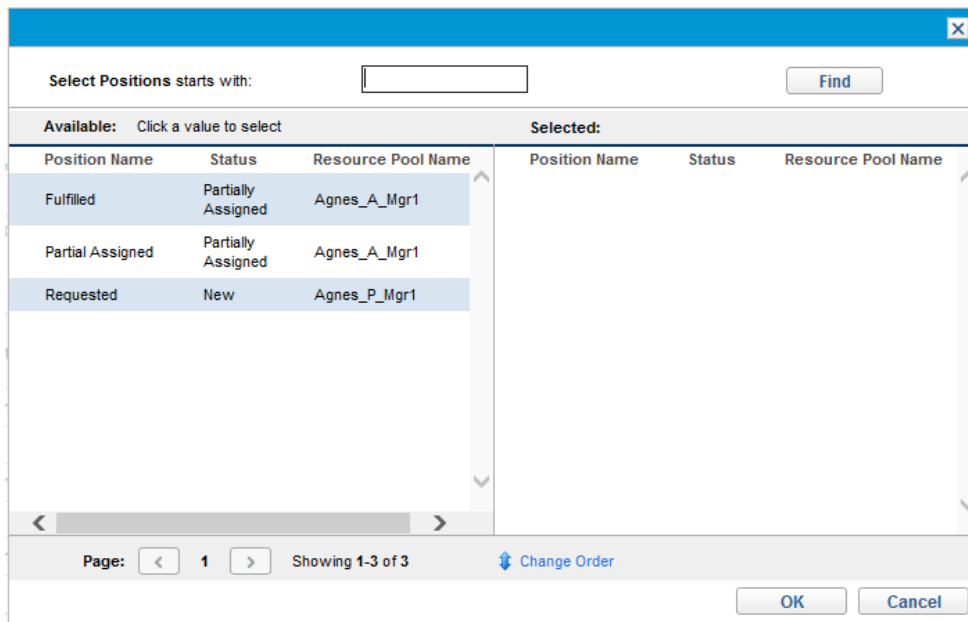 Select Positions starts with:
Find
Available: Click a value to select
Selected:
Position Name Status Resource Pool Name
Position Name Status Resource Pool Name
Fulfilled Partially Assigned Agnes_A_Mgr1
Partial Assigned Partially Assigned Agnes_A_Mgr1
Requested New Agnes_P_Mgr1
Page: < 1 > Showing 1-3 of 3
Change Order
OK
Cancel